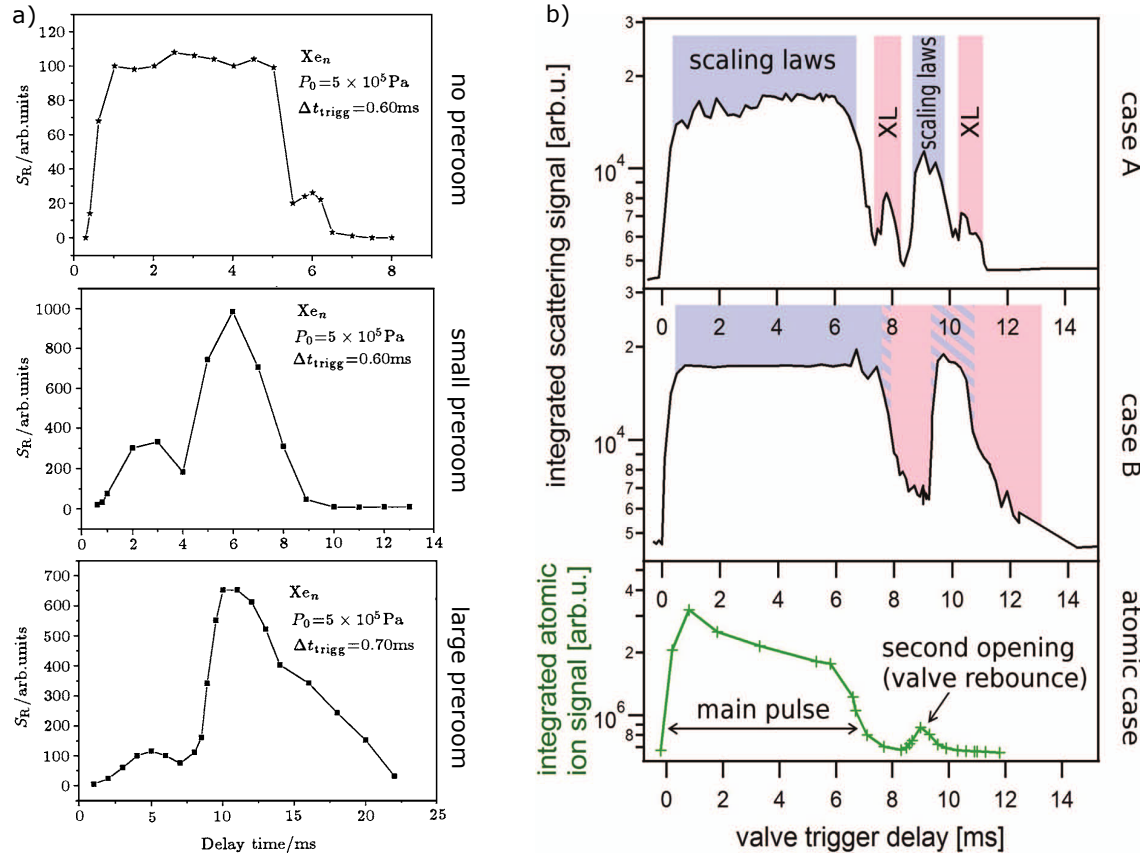 a)
S_R/arb.units
120
100
80
60
40
20
0
Xe_n
P_0=5 × 10^5Pa
Δt_trigg=0.60ms
0 2 4 6 8 10
no preroom
S_R/arb.units
1000
800
600
400
200
0
Xe_n
P_0=5 × 10^5Pa
Δt_trigg=0.60ms
0 2 4 6 8 10 12 14
small preroom
S_R/arb.units
700
600
500
400
300
200
100
0
Xe_n
P_0=5 × 10^5Pa
Δt_trigg=0.70ms
0 5 10 15 20 25
Delay time/ms
large preroom
b)
integrated scattering signal [arb.u.]
3
2
10^4
8
7
6
5
scaling laws
XL
scaling laws
XL
0 2 4 6 8 10 12 14
case A
3
2
10^4
8
7
6
5
0 2 4 6 8 10 12 14
case B
integrated atomic
ion signal [arb.u.]
4
2
10^6
8
second opening
(valve rebounce)
main pulse
0 2 4 6 8 10 12 14
valve trigger delay [ms]
atomic case